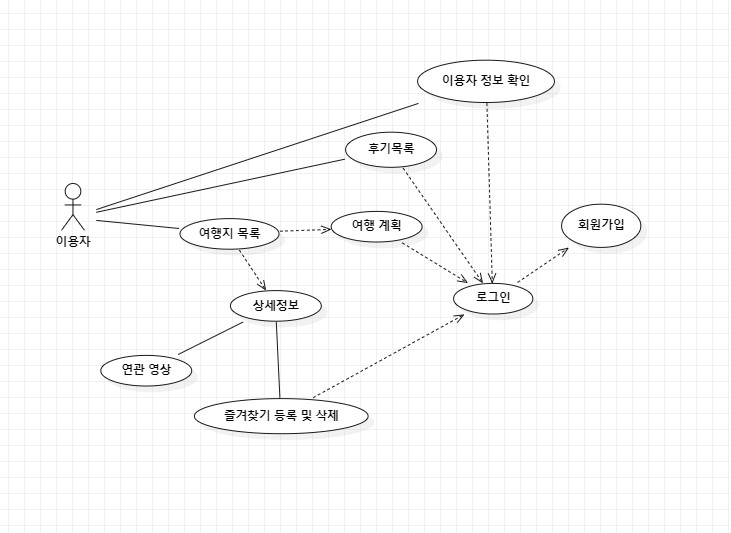 이용자 정보 확인
후기목록
이용자
여행지 목록
여행 계획
회원가입
상세정보
로그인
연관 영상
즐겨찾기 등록 및 삭제